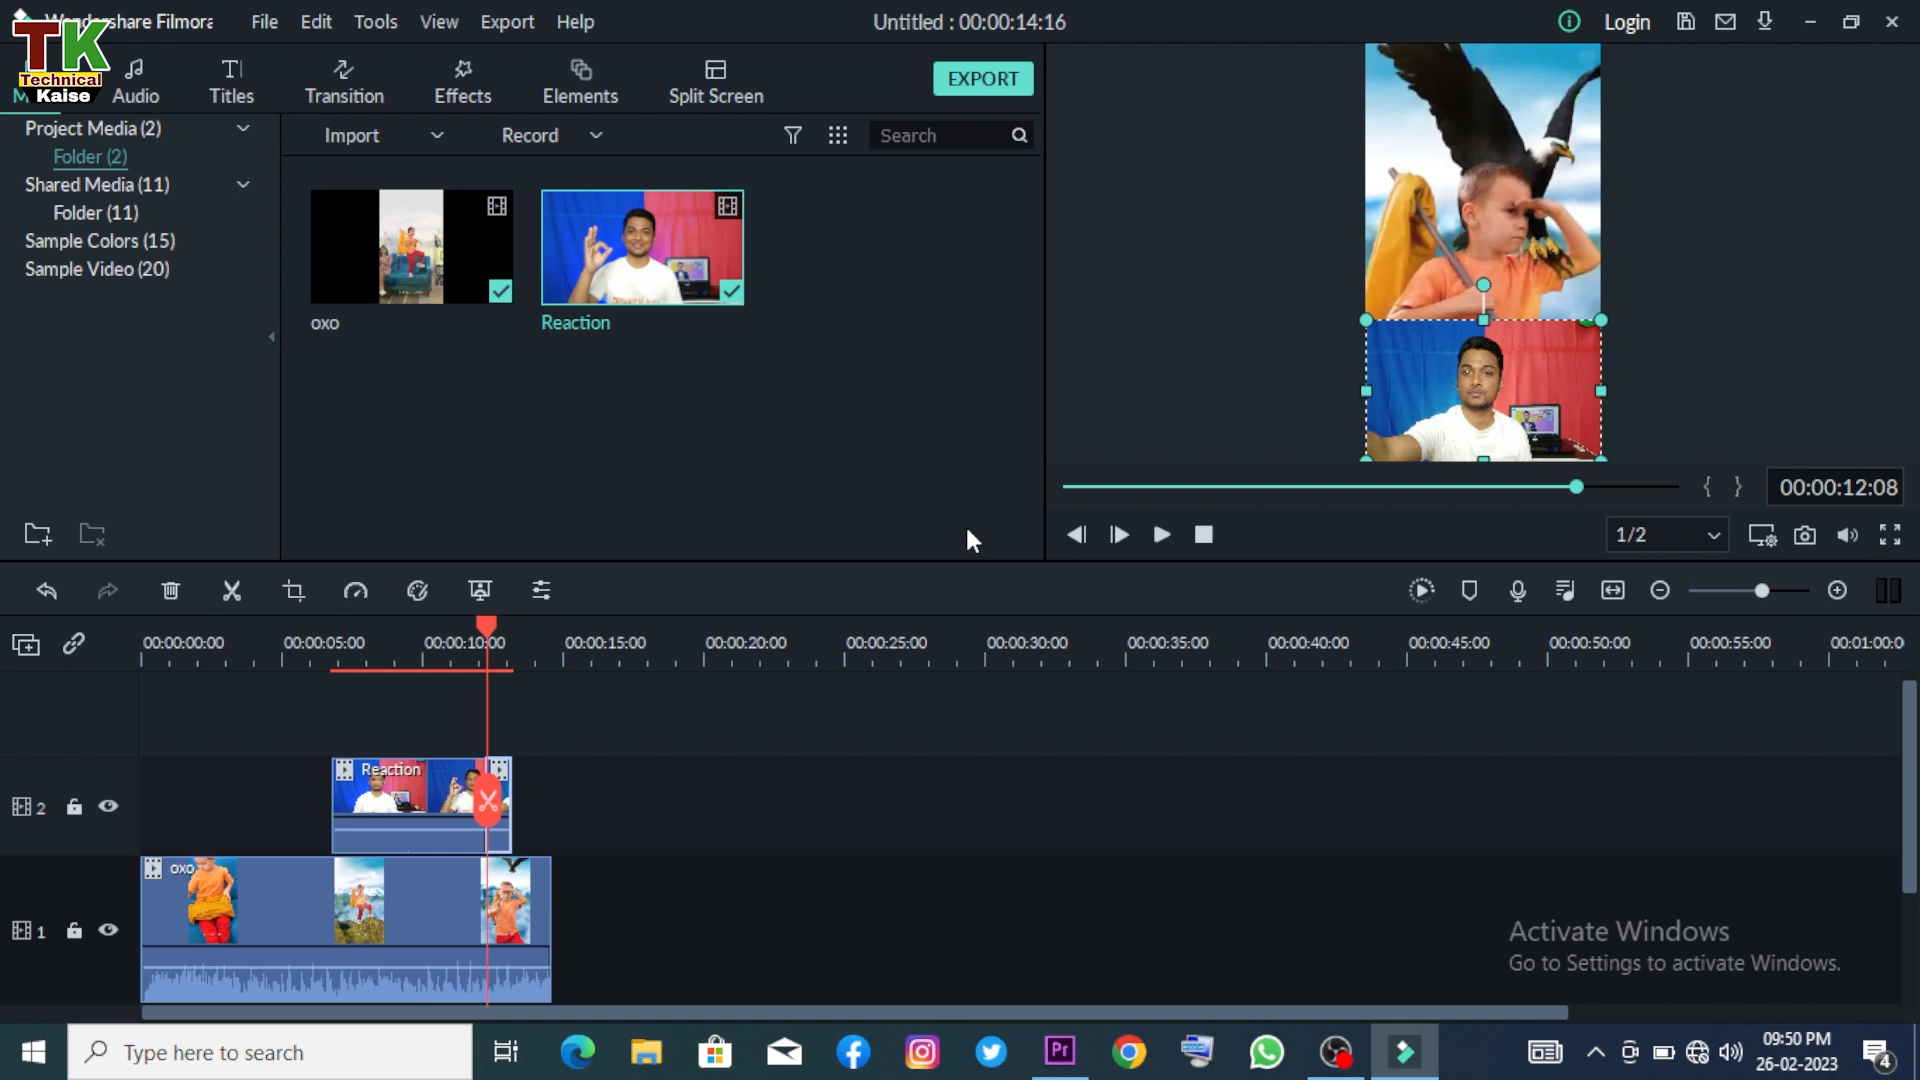 Wondershare Filmora
File
Edit
Tools
View
Export
Help
Untitled : 00:00:14:16
Login
TK
Technical
Kaise
Audio
Titles
Transition
Effects
Elements
Split Screen
EXPORT
Project Media (2)
Folder (2)
Shared Media (11)
Folder (11)
Sample Colors (15)
Sample Video (20)
Import
Record
Search
oxo
Reaction
00:00:12:08
1/2
00:00:00:00
00:00:05:00
00:00:10:00
00:00:15:00
00:00:20:00
00:00:25:00
00:00:30:00
00:00:35:00
00:00:40:00
00:00:45:00
00:00:50:00
00:00:55:00
00:01:00:0
2
Reaction
1
oxo
Activate Windows
Go to Settings to activate Windows.
Type here to search
Pr
09:50 PM
26-02-2023
4